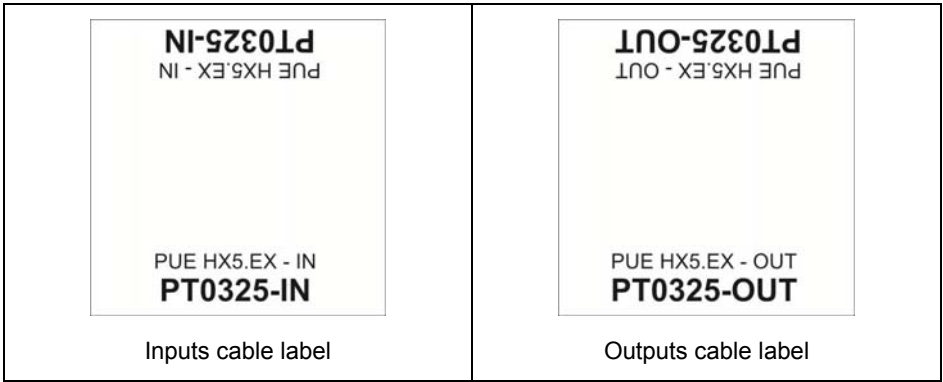 PT0325-IN
PUE HX5.EX - IN
PUE HX5.EX - IN
PT0325-IN
Inputs cable label
PT0325-OUT
PUE HX5.EX - OUT
PUE HX5.EX - OUT
PT0325-OUT
Outputs cable label